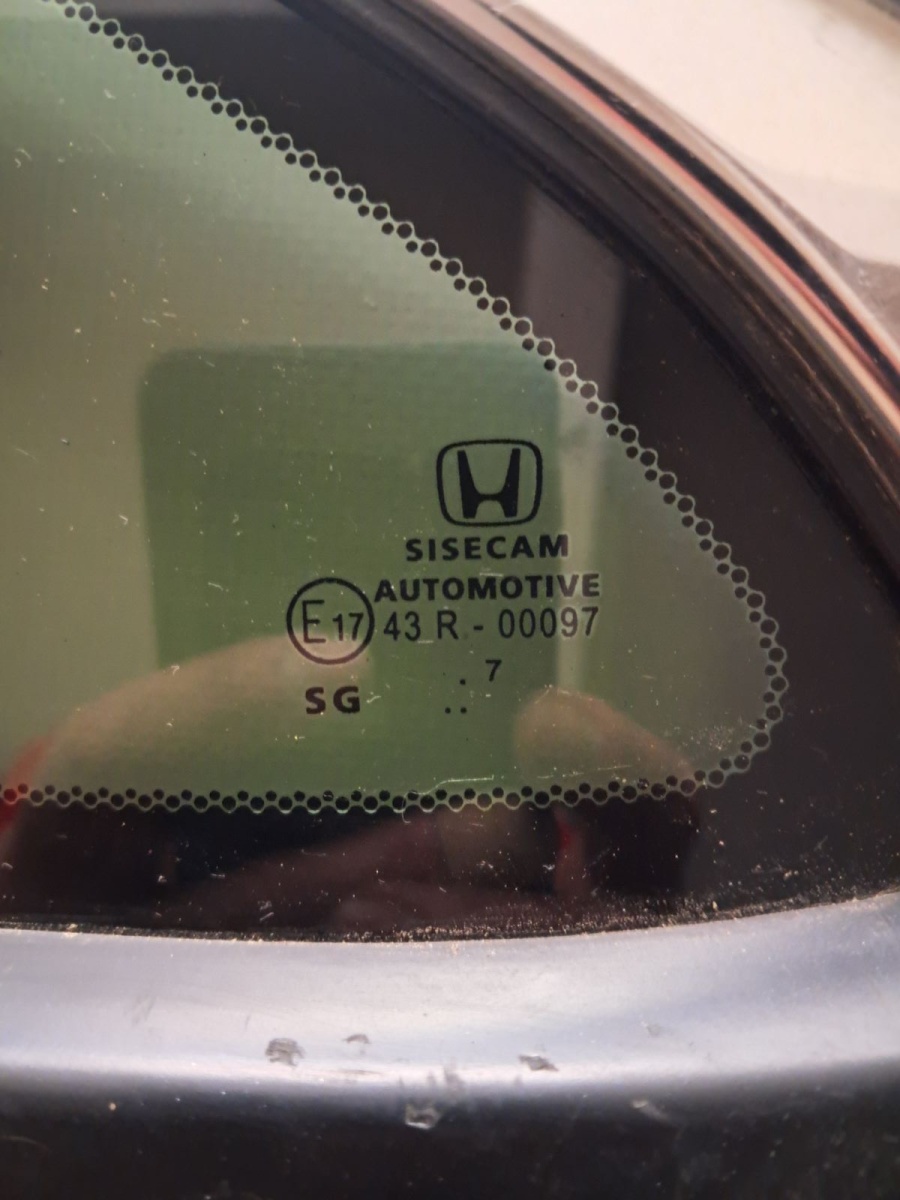 SISECAM
AUTOMOTIVE
E17 43 R - 00097
. 7
SG ..